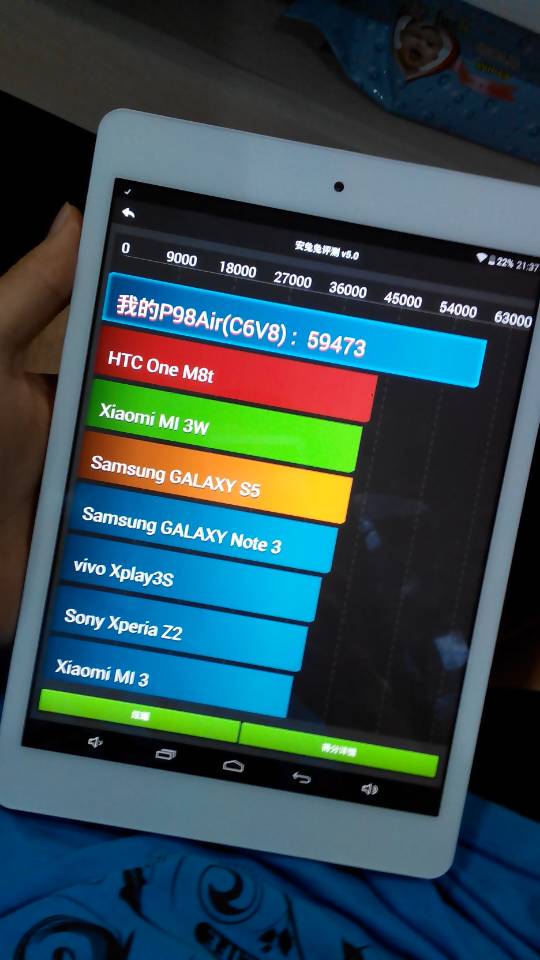 安兔兔评测 v5.0
22% 21:37
0 9000 18000 27000 36000 45000 54000 63000
我的P98Air(C6V8) : 59473
HTC One M8t
Xiaomi MI 3W
Samsung GALAXY S5
Samsung GALAXY Note 3
vivo Xplay3S
Sony Xperia Z2
Xiaomi MI 3
炫耀 得分详情